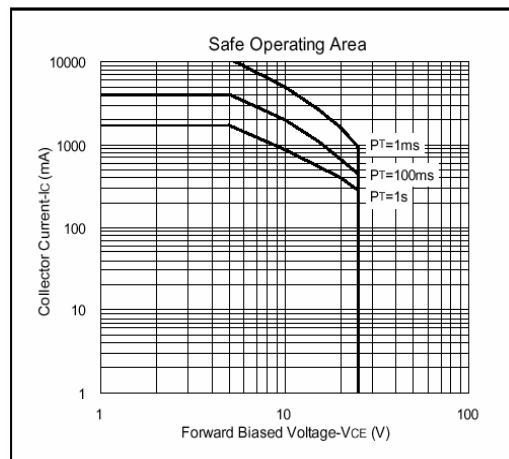 Safe Operating Area
10000
1000
100
10
1
Collector Current-IC (mA)
PT=1ms
PT=100ms
PT=1s
1
10
100
Forward Biased Voltage-VCE (V)